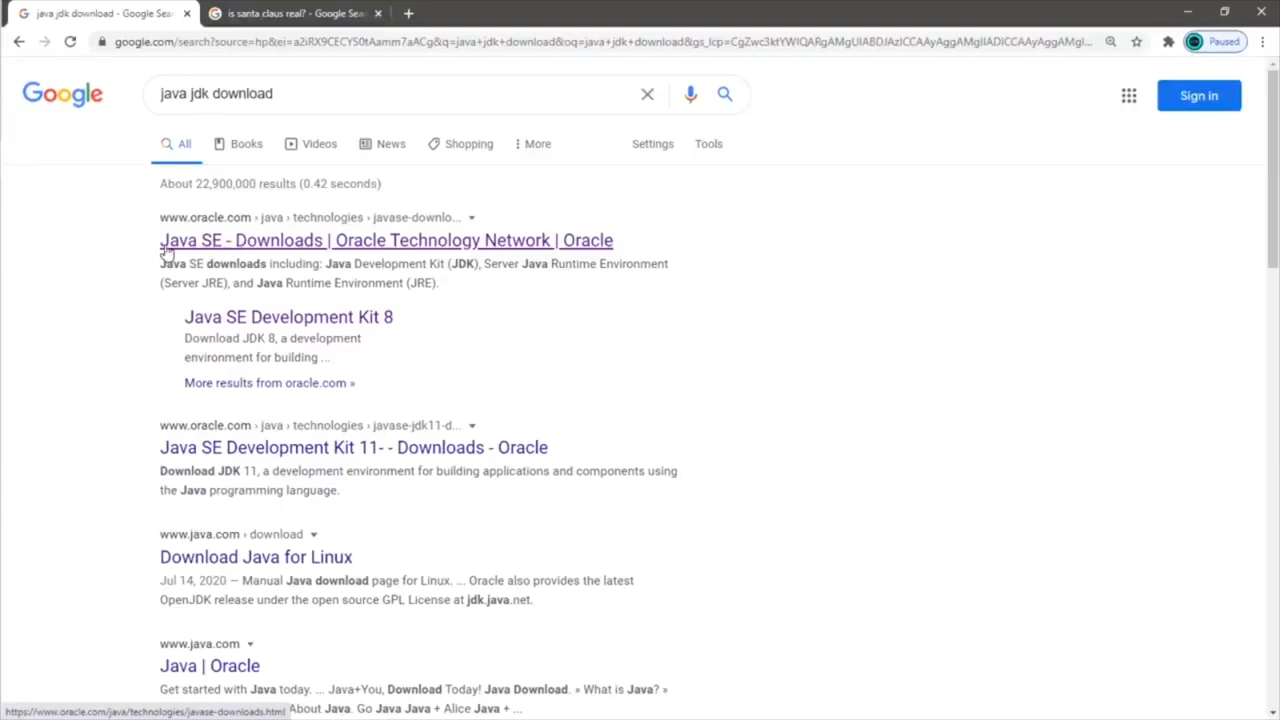 java jdk download - Google Sea
is santa claus real? - Google Sea
google.com/search?source=hp&ei=a2iRX9CECYS0tAamm7aACg&q=java+jdk+download&oq=java+jdk+download&gs_lcp=CgZwc3ktYWIQARgAMgUIABDJAzICCAAyAggAMgIIADICCAAyAggAMgI...
Paused
Google
java jdk download
Sign in
All Books Videos News Shopping More Settings Tools
About 22,900,000 results (0.42 seconds)
www.oracle.com › java › technologies › javase-downlo...
Java SE - Downloads | Oracle Technology Network | Oracle
Java SE downloads including: Java Development Kit (JDK), Server Java Runtime Environment
(Server JRE), and Java Runtime Environment (JRE).
Java SE Development Kit 8
Download JDK 8, a development
environment for building ...
More results from oracle.com »
www.oracle.com › java › technologies › javase-jdk11-d...
Java SE Development Kit 11- - Downloads - Oracle
Download JDK 11, a development environment for building applications and components using
the Java programming language.
www.java.com › download
Download Java for Linux
Jul 14, 2020 — Manual Java download page for Linux. ... Oracle also provides the latest
OpenJDK release under the open source GPL License at jdk.java.net.
www.java.com
Java | Oracle
Get started with Java today. ... Java+You, Download Today! Java Download. » What is Java? »
https://www.oracle.com/java/technologies/javase-downloads.html
About Java. Go Java Java + Alice Java + ...